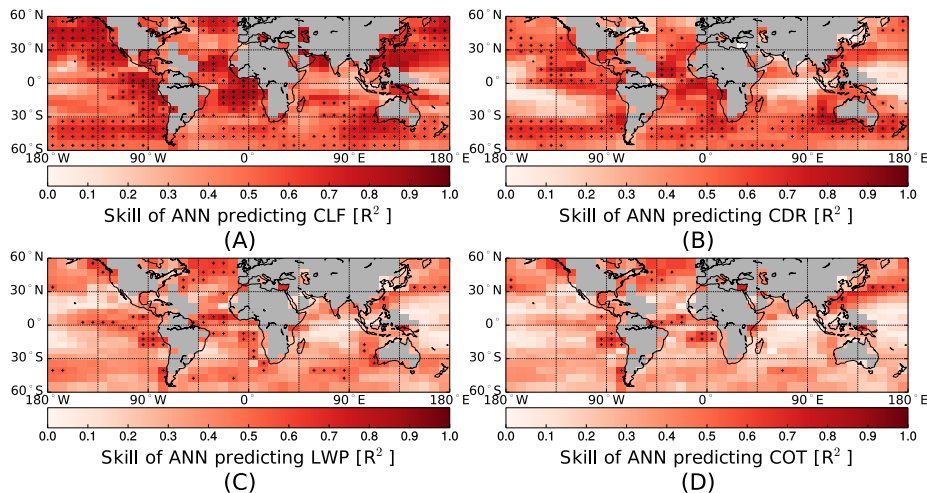 60°N
30°N
0°
30°S
60°S
180°W 90°W 0° 90°E 180°E
0.0 0.1 0.2 0.3 0.4 0.5 0.6 0.7 0.8 0.9 1.0
Skill of ANN predicting CLF [R²]
(A)
60°N
30°N
0°
30°S
60°S
180°W 90°W 0° 90°E 180°E
0.0 0.1 0.2 0.3 0.4 0.5 0.6 0.7 0.8 0.9 1.0
Skill of ANN predicting CDR [R²]
(B)
60°N
30°N
0°
30°S
60°S
180°W 90°W 0° 90°E 180°E
0.0 0.1 0.2 0.3 0.4 0.5 0.6 0.7 0.8 0.9 1.0
Skill of ANN predicting LWP [R²]
(C)
60°N
30°N
0°
30°S
60°S
180°W 90°W 0° 90°E 180°E
0.0 0.1 0.2 0.3 0.4 0.5 0.6 0.7 0.8 0.9 1.0
Skill of ANN predicting COT [R²]
(D)